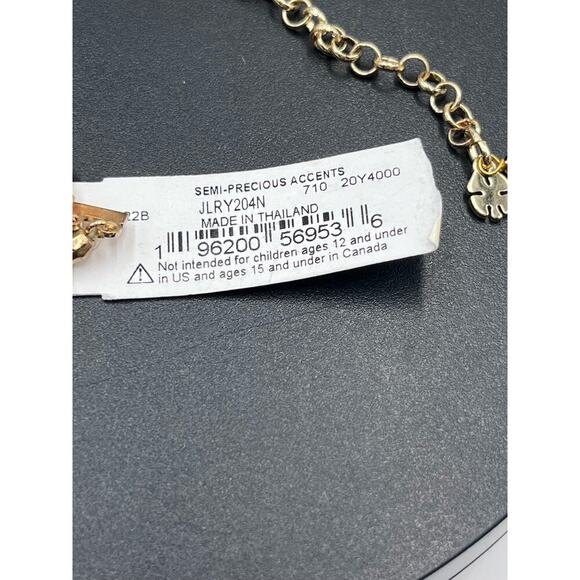 SEMI-PRECIOUS ACCENTS
22B JLRY204N 710 20Y4000
MADE IN THAILAND
1 96200 56953 6
Not intended for children ages 12 and under
in US and ages 15 and under in Canada